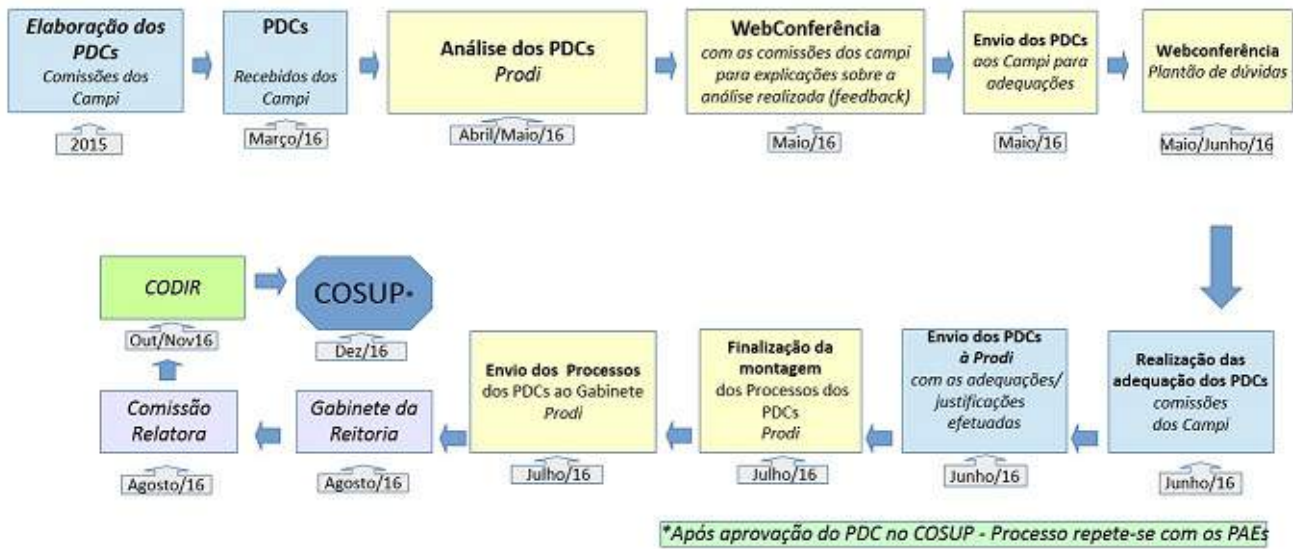 Elaboração dos
PDCs
Comissões dos
Campi
2015
PDCs
Recebidos dos
Campi
Março/16
Análise dos PDCs
Prodi
Abril/Maio/16
WebConferência
com as comissões dos campi
para explicações sobre a
análise realizada (feedback)
Maio/16
Envio dos PDCs
aos Campi para
adequações
Maio/16
Webconferência
Plantão de dúvidas
Maio/Junho/16
Realização das
adequação dos PDCs
comissões
dos Campi
Junho/16
Envio dos PDCs
à Prodi
com as adequações/
justificações
efetuadas
Junho/16
Finalização da
montagem
dos Processos dos
PDCs
Prodi
Julho/16
Envio dos Processos
dos PDCs ao Gabinete
Prodi
Julho/16
Gabinete da
Reitoria
Agosto/16
Comissão
Relatora
Agosto/16
CODIR
Out/Nov16
COSUP*
Dez/16
*Após aprovação do PDC no COSUP - Processo repete-se com os PAEs